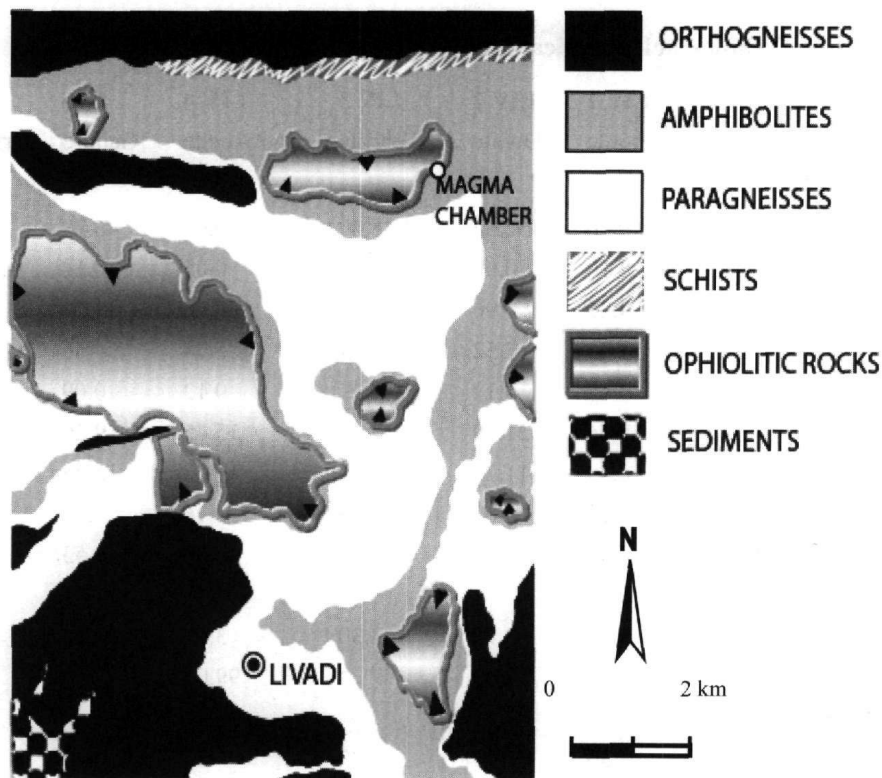 ORTHOGNEISSES
AMPHIBOLITES
MAGMA
CHAMBER
PARAGNEISSES
SCHISTS
OPHIOLITIC ROCKS
SEDIMENTS
N
LIVADI
0 2 km